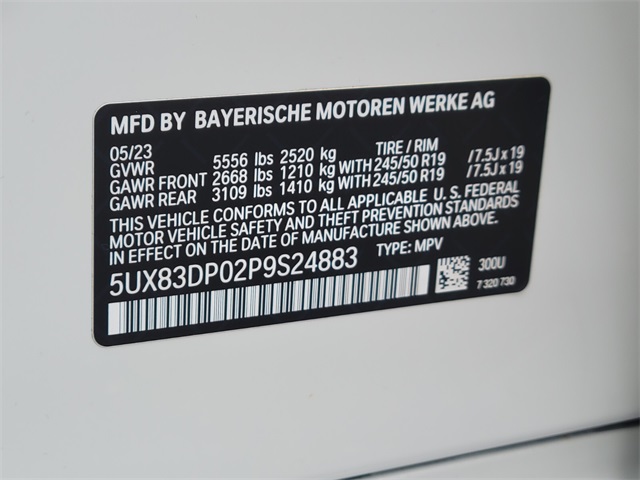 MFD BY BAYERISCHE MOTOREN WERKE AG
05/23 TIRE / RIM
GVWR 5556 lbs 2520 kg
GAWR FRONT 2668 lbs 1210 kg WITH 245/50 R19 /7.5J x 19
GAWR REAR 3109 lbs 1410 kg WITH 245/50 R19 /7.5J x 19
THIS VEHICLE CONFORMS TO ALL APPLICABLE U. S. FEDERAL
MOTOR VEHICLE SAFETY AND THEFT PREVENTION STANDARDS
IN EFFECT ON THE DATE OF MANUFACTURE SHOWN ABOVE.
5UX83DP02P9S24883 TYPE: MPV
300U
7 320 730